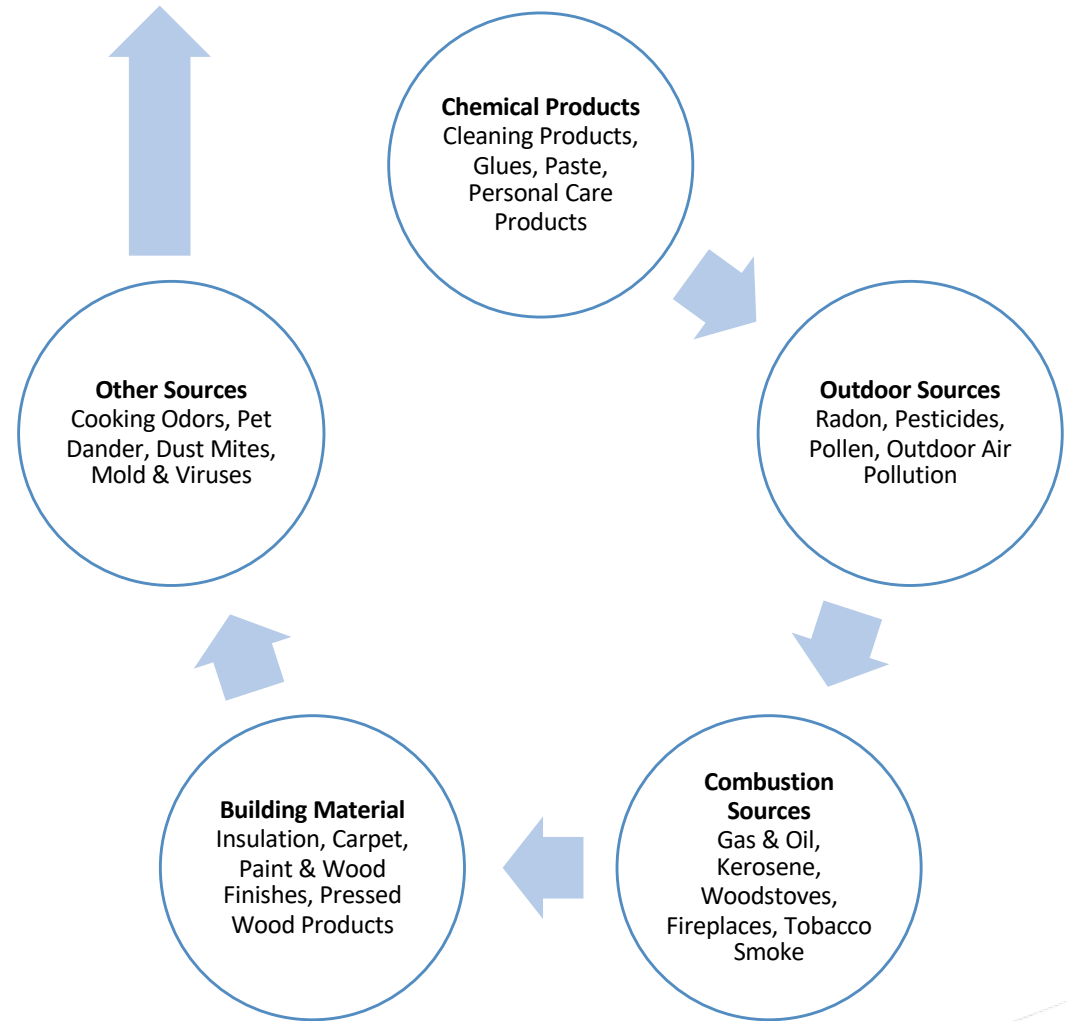 Chemical Products
Cleaning Products,
Glues, Paste,
Personal Care
Products
Outdoor Sources
Radon, Pesticides,
Pollen, Outdoor Air
Pollution
Combustion
Sources
Gas & Oil,
Kerosene,
Woodstoves,
Fireplaces, Tobacco
Smoke
Building Material
Insulation, Carpet,
Paint & Wood
Finishes, Pressed
Wood Products
Other Sources
Cooking Odors, Pet
Dander, Dust Mites,
Mold & Viruses